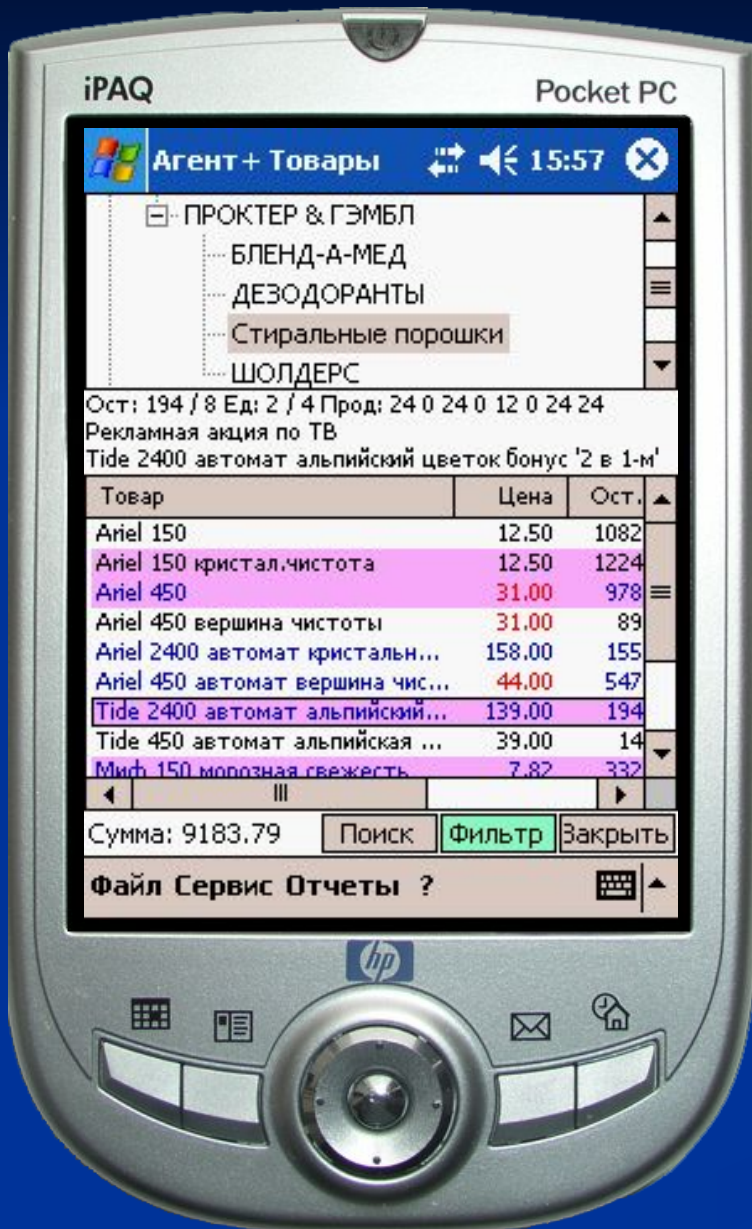 iPAQ Pocket PC
Агент+ Товары 15:57
ПРОКТЕР & ГЭМБЛ
БЛЕНД-А-МЕД
ДЕЗОДОРАНТЫ
Стиральные порошки
ШОЛДЕРС
Ост: 194 / 8 Ед: 2 / 4 Прод: 24 0 24 0 12 0 24 24
Рекламная акция по ТВ
Tide 2400 автомат альпийский цветок бонус '2 в 1-м'
Товар Цена Ост.
Ariel 150 12.50 1082
Ariel 150 кристал.чистота 12.50 1224
Ariel 450 31.00 978
Ariel 450 вершина чистоты 31.00 89
Ariel 2400 автомат кристальн... 158.00 155
Ariel 450 автомат вершина чис... 44.00 547
Tide 2400 автомат альпийский... 139.00 194
Tide 450 автомат альпийская ... 39.00 14
Миф 150 морозная свежесть 7.82 332
Сумма: 9183.79 Поиск Фильтр Закрыть
Файл Сервис Отчеты ?
hp